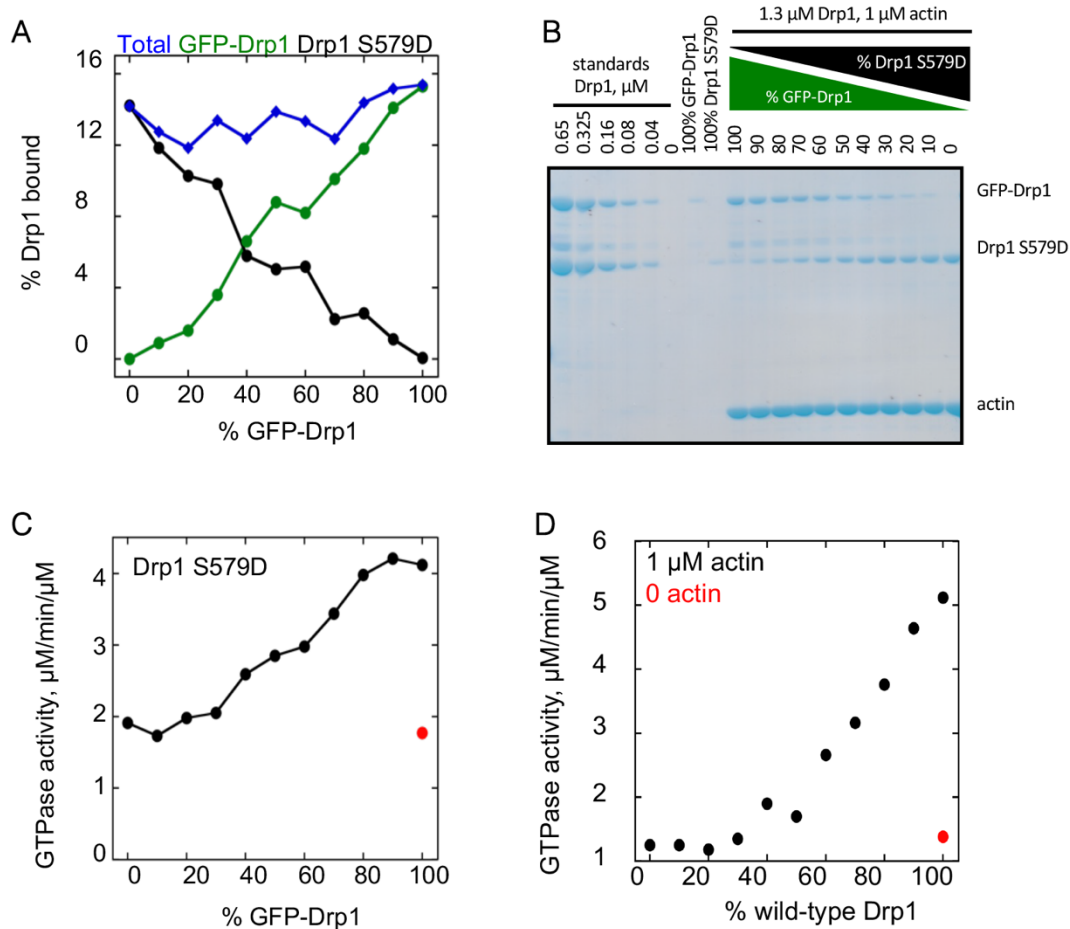 A
Total GFP-Drp1 Drp1 S579D
16
12
8
4
0
% Drp1 bound
0 20 40 60 80 100
% GFP-Drp1
B
1.3 µM Drp1, 1 µM actin
standards
Drp1, µM
% Drp1 S579D
% GFP-Drp1
0.65
0.325
0.16
0.08
0.04
0
100% GFP-Drp1
100% Drp1 S579D
100
90
80
70
60
50
40
30
20
10
0
GFP-Drp1
Drp1 S579D
actin
C
Drp1 S579D
4
3
2
1
0
GTPase activity, µM/min/µM
0 20 40 60 80 100
% GFP-Drp1
D
1 µM actin
0 actin
6
5
4
3
2
1
GTPase activity, µM/min/µM
0 20 40 60 80 100
% wild-type Drp1